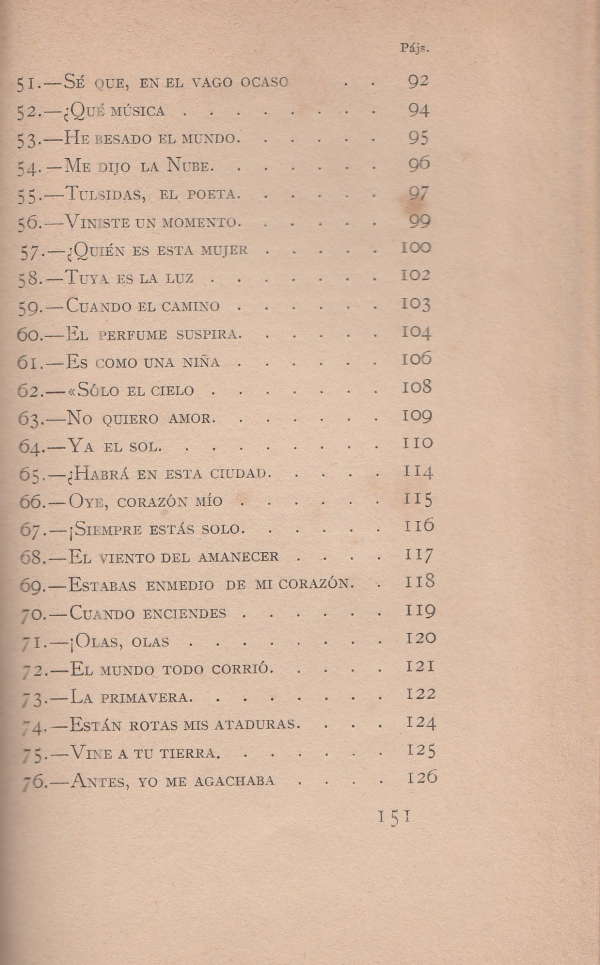 Pájs.
51.—Sé que, en el vago ocaso . . 92
52.—¿Qué música . . . . . . . . 94
53.—He besado el mundo. . . . . . 95
54.—Me dijo la Nube. . . . . . . 96
55.—Tulsidas, el poeta. . . . . . 97
56.—Viniste un momento. . . . . . 99
57.—¿Quién es esta mujer . . . . . 100
58.—Tuya es la luz . . . . . . . 102
59.—Cuando el camino . . . . . . 103
60.—El perfume suspira. . . . . . 104
61.—Es como una niña . . . . . . 106
62.—«Sólo el cielo . . . . . . . 108
63.—No quiero amor. . . . . . . 109
64.—Ya el sol. . . . . . . . . 110
65.—¿Habrá en esta ciudad. . . . . 114
66.—Oye, corazón mío . . . . . . 115
67.—¡Siempre estás solo. . . . . . 116
68.—El viento del amanecer . . . . 117
69.—Estabas enmedio de mi corazón. . 118
70.—Cuando enciendes . . . . . . 119
71.—¡Olas, olas . . . . . . . . 120
72.—El mundo todo corrió. . . . . 121
73.—La primavera. . . . . . . . 122
74.—Están rotas mis ataduras. . . . 124
75.—Vine a tu tierra. . . . . . . 125
76.—Antes, yo me agachaba . . . . 126
151